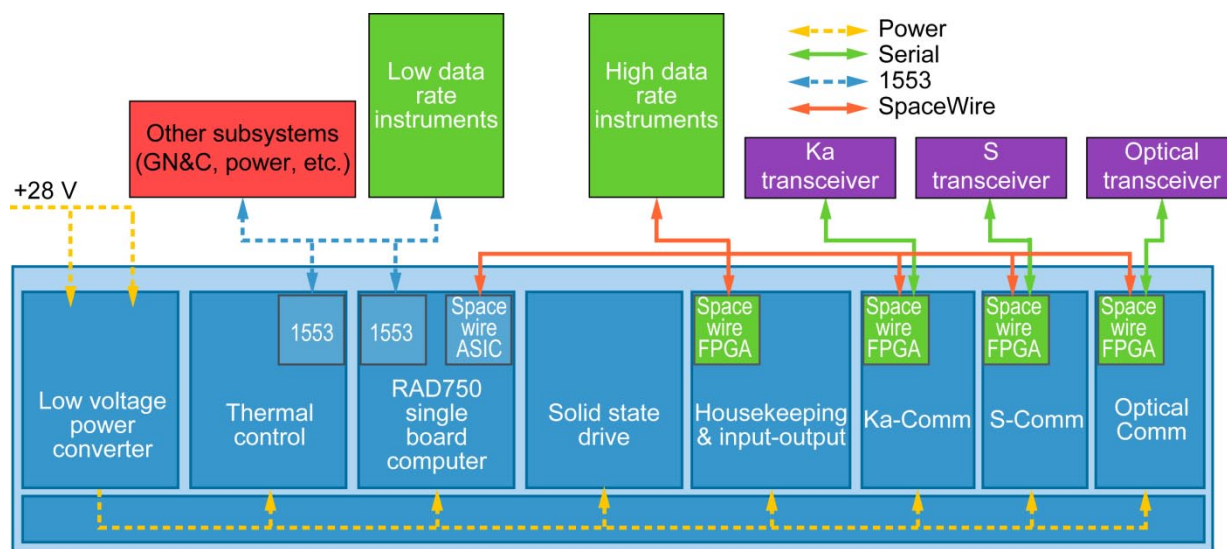 Power
Serial
1553
SpaceWire
Low data
rate
instruments
High data
rate
instruments
Other subsystems
(GN&C, power, etc.)
Ka
transceiver
S
transceiver
Optical
transceiver
+28 V
Low voltage
power
converter
1553
Thermal
control
1553
Space
wire
ASIC
RAD750
single
board
computer
Solid state
drive
Space
wire
FPGA
Housekeeping
& input-output
Space
wire
FPGA
Ka-Comm
Space
wire
FPGA
S-Comm
Space
wire
FPGA
Optical
Comm